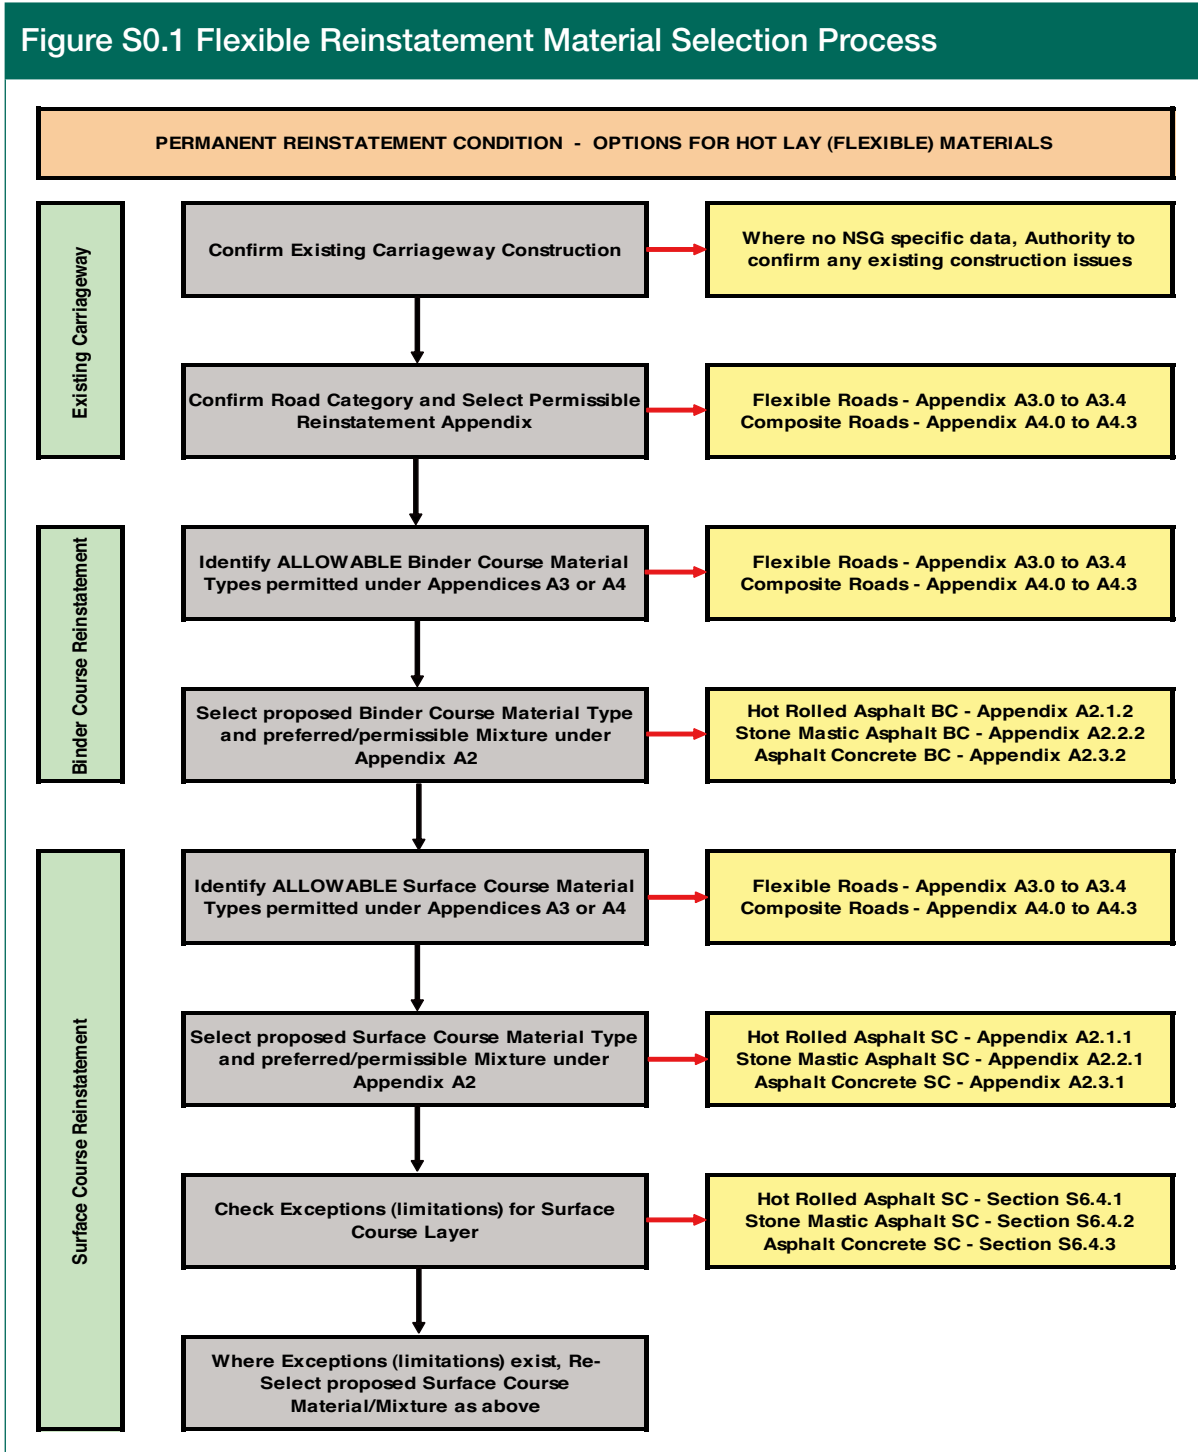 Figure S0.1 Flexible Reinstatement Material Selection Process
PERMANENT REINSTATEMENT CONDITION - OPTIONS FOR HOT LAY (FLEXIBLE) MATERIALS
Existing Carriageway
Confirm Existing Carriageway Construction
Where no NSG specific data, Authority to
confirm any existing construction issues
Confirm Road Category and Select Permissible
Reinstatement Appendix
Flexible Roads - Appendix A3.0 to A3.4
Composite Roads - Appendix A4.0 to A4.3
Binder Course Reinstatement
Identify ALLOWABLE Binder Course Material
Types permitted under Appendices A3 or A4
Flexible Roads - Appendix A3.0 to A3.4
Composite Roads - Appendix A4.0 to A4.3
Select proposed Binder Course Material Type
and preferred/permissible Mixture under
Appendix A2
Hot Rolled Asphalt BC - Appendix A2.1.2
Stone Mastic Asphalt BC - Appendix A2.2.2
Asphalt Concrete BC - Appendix A2.3.2
Surface Course Reinstatement
Identify ALLOWABLE Surface Course Material
Types permitted under Appendices A3 or A4
Flexible Roads - Appendix A3.0 to A3.4
Composite Roads - Appendix A4.0 to A4.3
Select proposed Surface Course Material Type
and preferred/permissible Mixture under
Appendix A2
Hot Rolled Asphalt SC - Appendix A2.1.1
Stone Mastic Asphalt SC - Appendix A2.2.1
Asphalt Concrete SC - Appendix A2.3.1
Check Exceptions (limitations) for Surface
Course Layer
Hot Rolled Asphalt SC - Section S6.4.1
Stone Mastic Asphalt SC - Section S6.4.2
Asphalt Concrete SC - Section S6.4.3
Where Exceptions (limitations) exist, Re-
Select proposed Surface Course
Material/Mixture as above